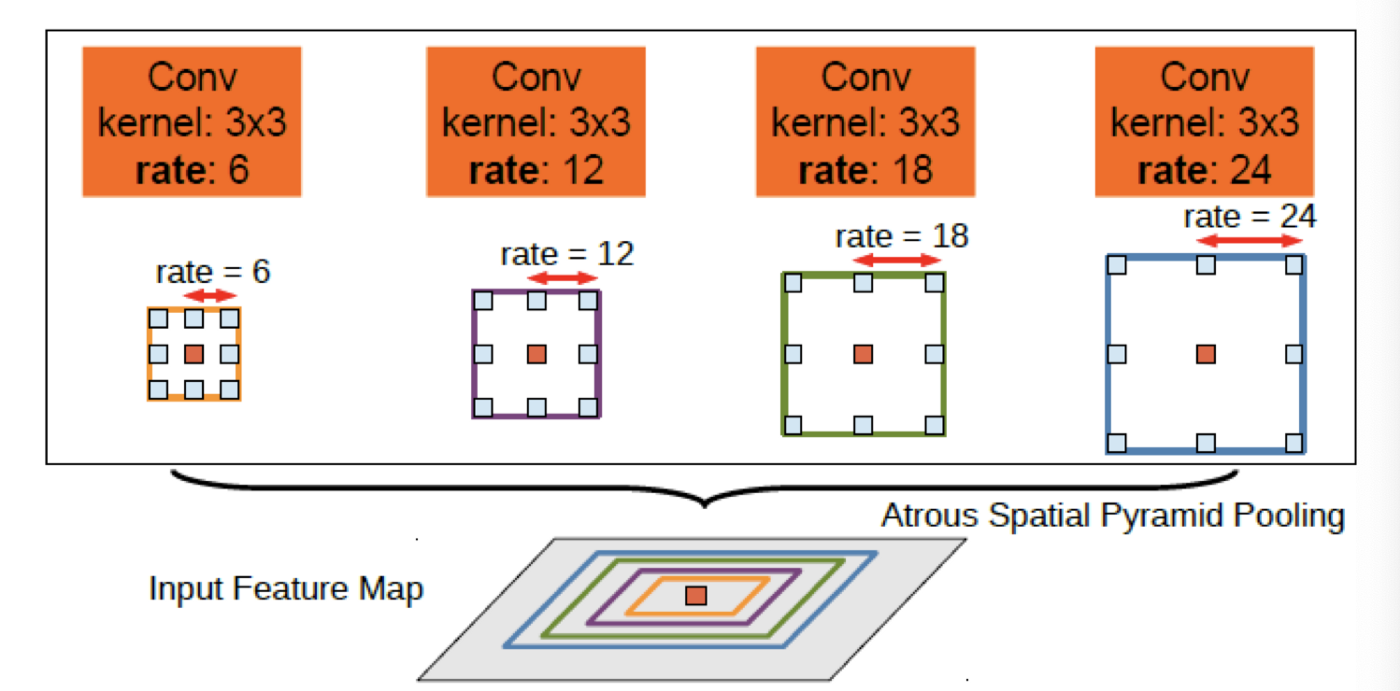 Conv
kernel: 3x3
rate: 6
Conv
kernel: 3x3
rate: 12
Conv
kernel: 3x3
rate: 18
Conv
kernel: 3x3
rate: 24
rate = 6
rate = 12
rate = 18
rate = 24
Atrous Spatial Pyramid Pooling
Input Feature Map